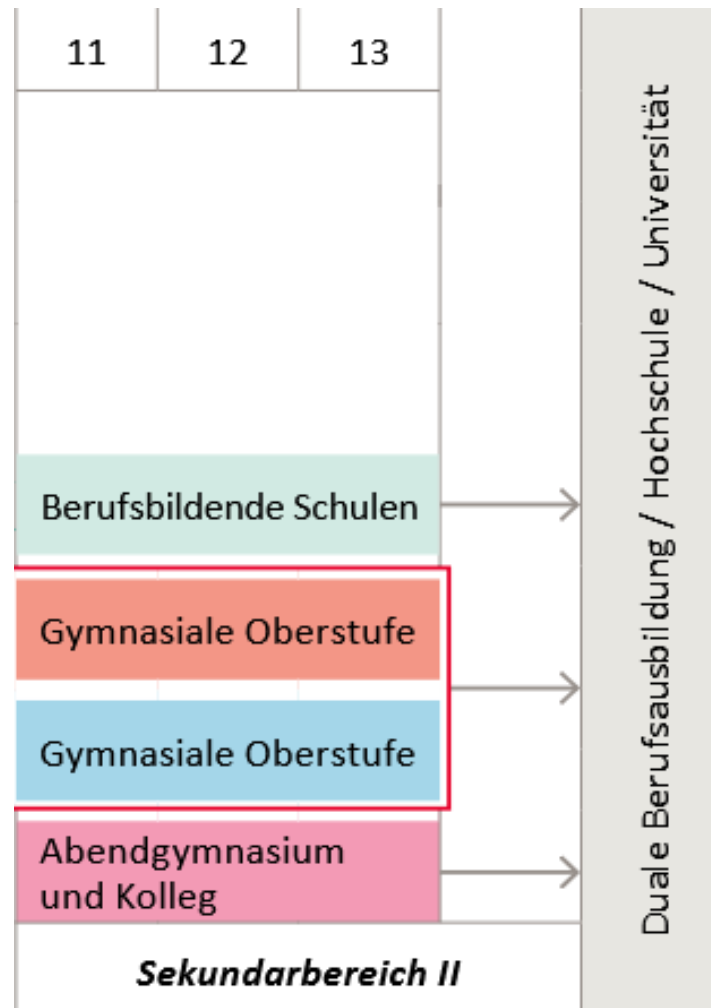 11 12 13
Berufsbildende Schulen
Gymnasiale Oberstufe
Gymnasiale Oberstufe
Abendgymnasium
und Kolleg
Sekundarbereich II
Duale Berufsausbildung / Hochschule / Universität